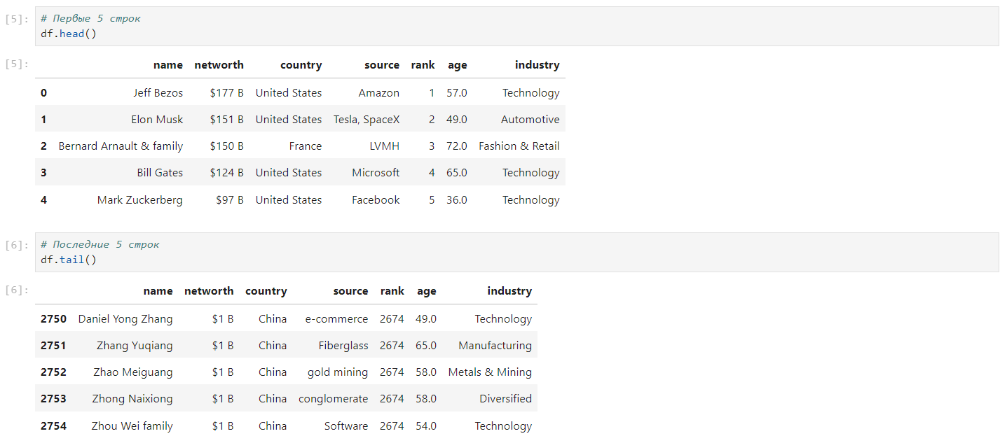 [5]: # Первые 5 строк
df.head()
[5]: name networth country source rank age industry
0 Jeff Bezos $177 B United States Amazon 1 57.0 Technology
1 Elon Musk $151 B United States Tesla, SpaceX 2 49.0 Automotive
2 Bernard Arnault & family $150 B France LVMH 3 72.0 Fashion & Retail
3 Bill Gates $124 B United States Microsoft 4 65.0 Technology
4 Mark Zuckerberg $97 B United States Facebook 5 36.0 Technology
[6]: # Последние 5 строк
df.tail()
[6]: name networth country source rank age industry
2750 Daniel Yong Zhang $1 B China e-commerce 2674 49.0 Technology
2751 Zhang Yuqiang $1 B China Fiberglass 2674 65.0 Manufacturing
2752 Zhao Meiguang $1 B China gold mining 2674 58.0 Metals & Mining
2753 Zhong Naixiong $1 B China conglomerate 2674 58.0 Diversified
2754 Zhou Wei family $1 B China Software 2674 54.0 Technology